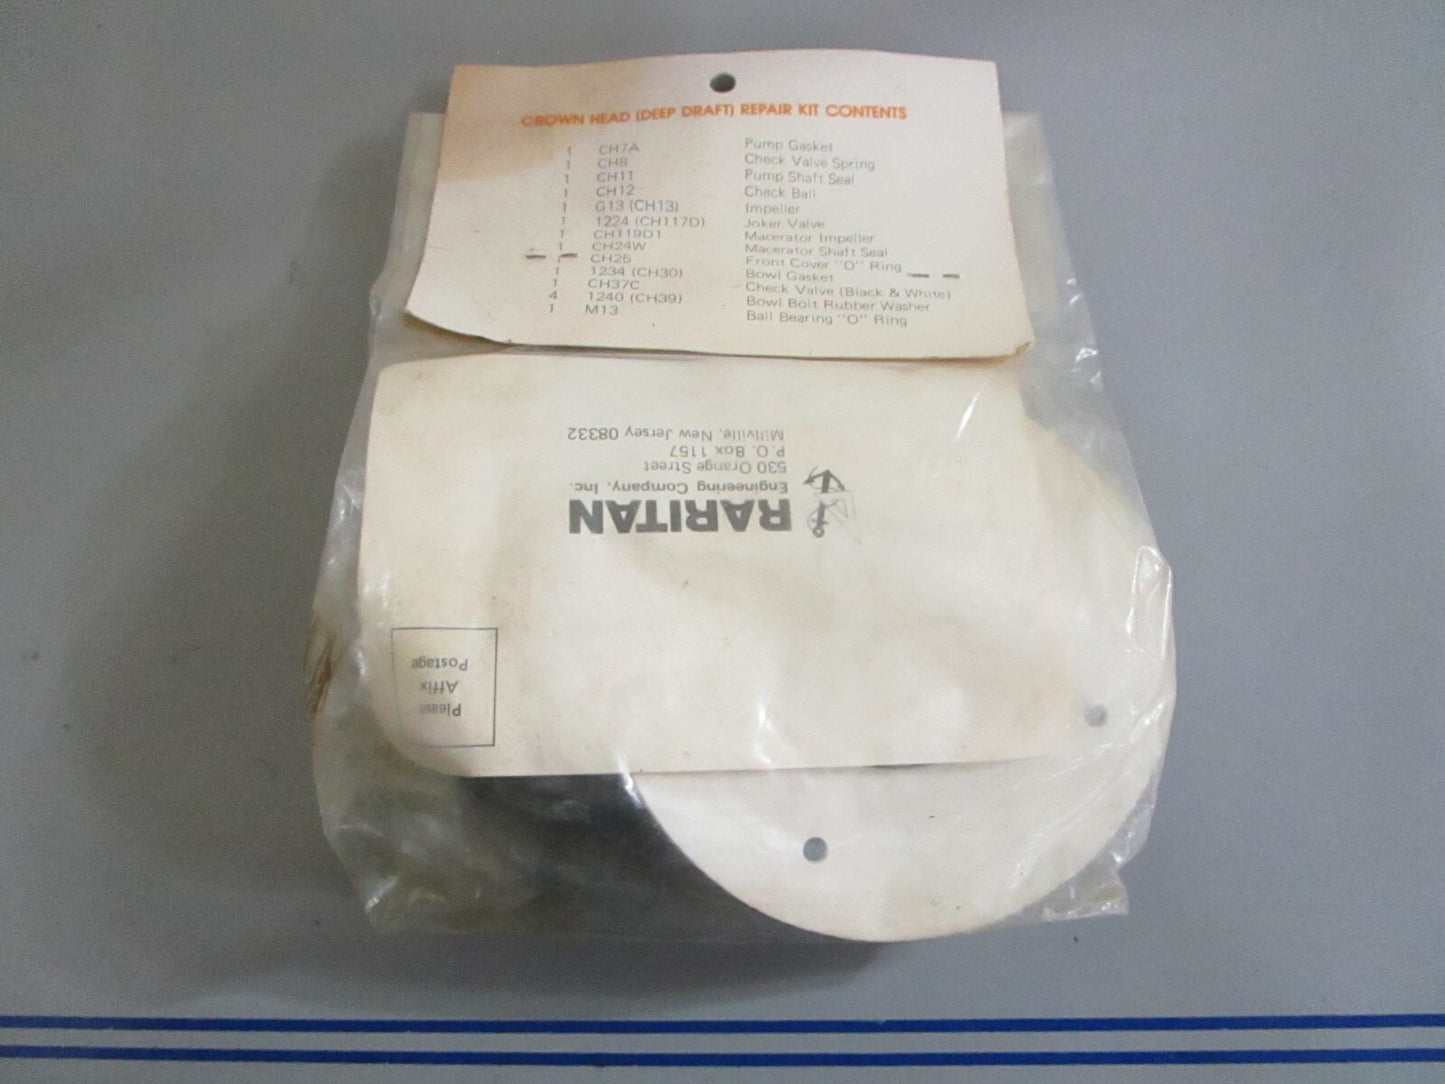 CROWN HEAD (DEEP DRAFT) REPAIR KIT CONTENTS
1 CH7A Pump Gasket
1 CH8 Check Valve Spring
1 CH11 Pump Shaft Seal
1 CH12 Check Ball
1 G13 (CH13) Impeller
1 1224 (CH117D) Joker Valve
1 CH119D1 Macerator Impeller
1 CH24W Macerator Shaft Seal
1 CH25 Front Cover "O" Ring
1 1234 (CH30) Bowl Gasket
1 CH37C Check Valve (Black & White)
4 1240 (CH39) Bowl Bolt Rubber Washer
1 M13 Ball Bearing "O" Ring
RARITAN
Engineering Company, Inc.
530 Orange Street
P.O. Box 1157
Millville, New Jersey 08332
Please
Affix
Postage